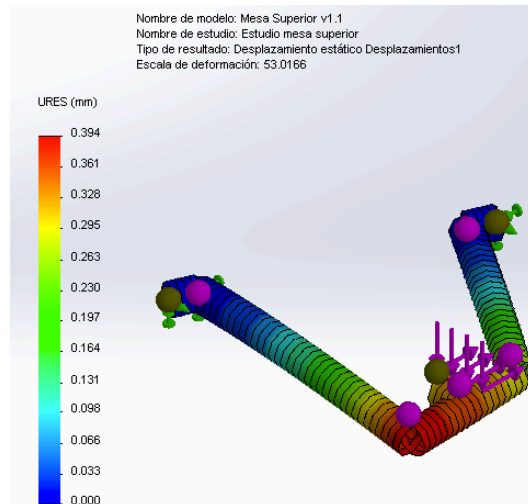 Nombre de modelo: Mesa Superior v1.1
Nombre de estudio: Estudio mesa superior
Tipo de resultado: Desplazamiento estático Desplazamientos1
Escala de deformación: 53.0166
URES (mm)
0.394
0.361
0.328
0.295
0.263
0.230
0.197
0.164
0.131
0.098
0.066
0.033
0.000